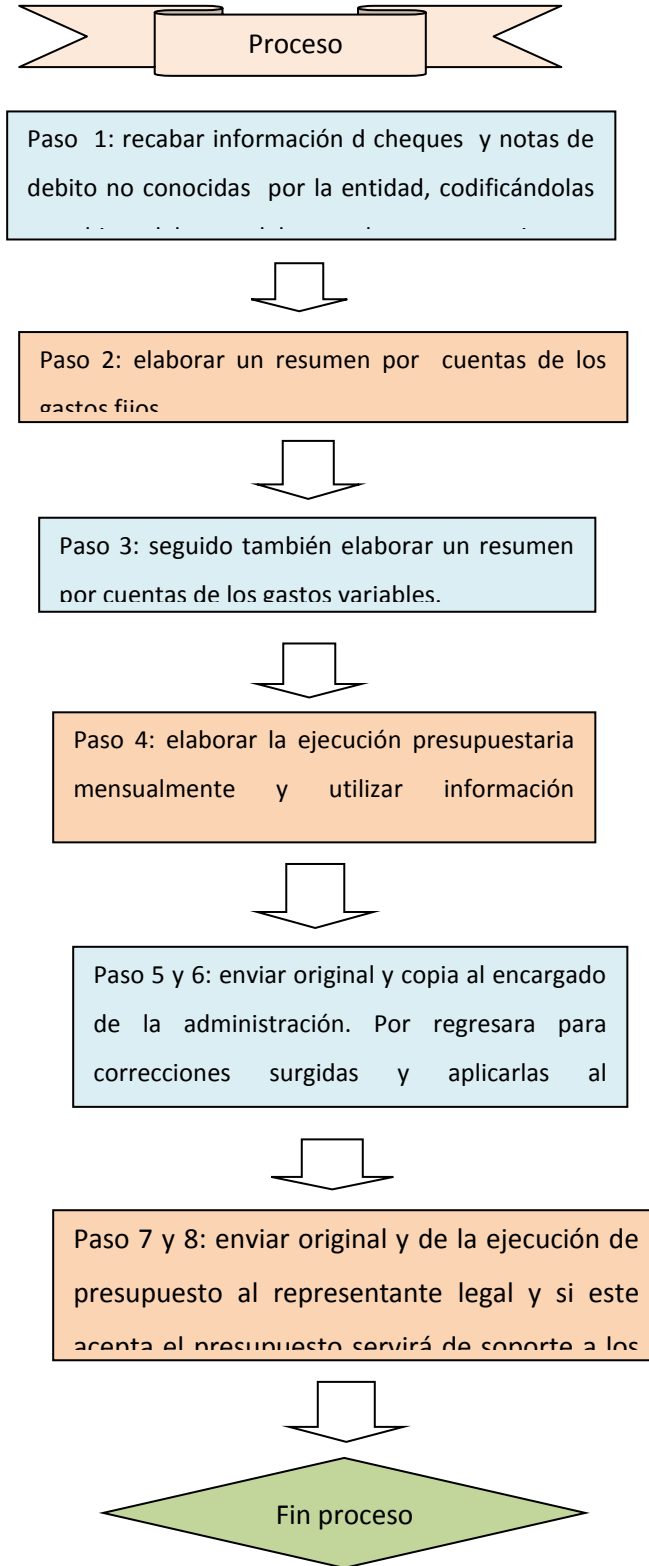 Proceso
Paso 1: recabar información d cheques y notas de
debito no conocidas por la entidad, codificándolas
Paso 2: elaborar un resumen por cuentas de los
gastos fijos
Paso 3: seguido también elaborar un resumen
por cuentas de los gastos variables.
Paso 4: elaborar la ejecución presupuestaria
mensualmente y utilizar información
Paso 5 y 6: enviar original y copia al encargado
de la administración. Por regresara para
correcciones surgidas y aplicarlas al
Paso 7 y 8: enviar original y de la ejecución de
presupuesto al representante legal y si este
acepta el presupuesto servirá de soporte a los
Fin proceso